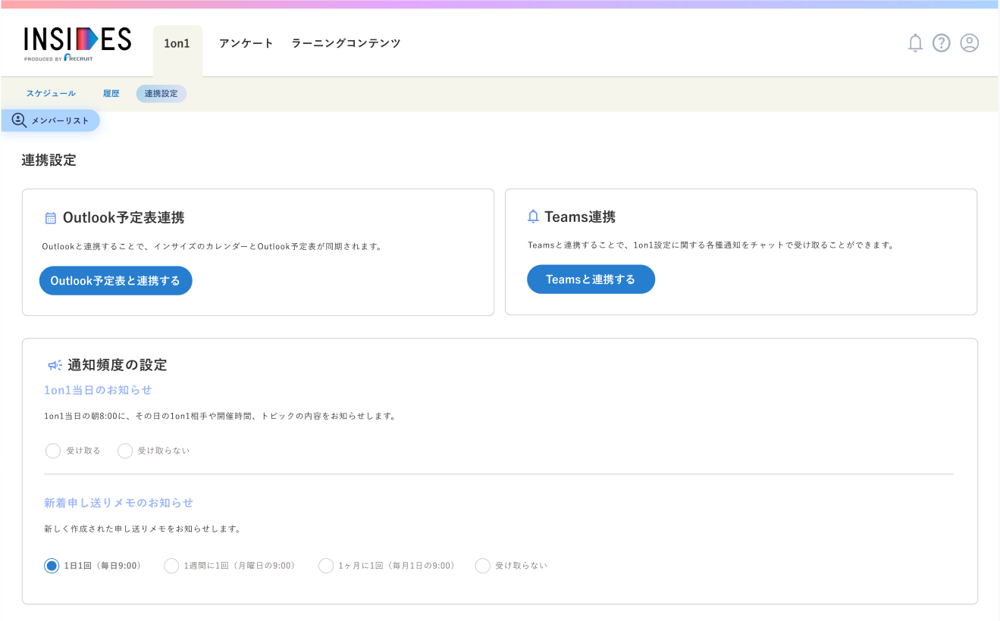 INSIDES
PRODUCED BY RECRUIT
1on1 アンケート ラーニングコンテンツ
スケジュール 履歴 連携設定
メンバーリスト
連携設定
Outlook予定表連携
Outlookと連携することで、インサイズのカレンダーとOutlook予定表が同期されます。
Outlook予定表と連携する
Teams連携
Teamsと連携することで、1on1設定に関する各種通知をチャットで受け取ることができます。
Teamsと連携する
通知頻度の設定
1on1当日のお知らせ
1on1当日の朝8:00に、その日の1on1相手や開催時間、トピックの内容をお知らせします。
受け取る 受け取らない
新着申し送りメモのお知らせ
新しく作成された申し送りメモをお知らせします。
1日1回（毎日9:00） 1週間に1回（月曜日の9:00） 1ヶ月に1回（毎月1日の9:00） 受け取らない